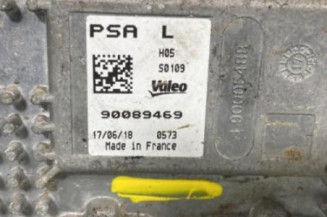 PSA L
H05
S0109
Valeo
90089469
17/06/18 0573
Made in France